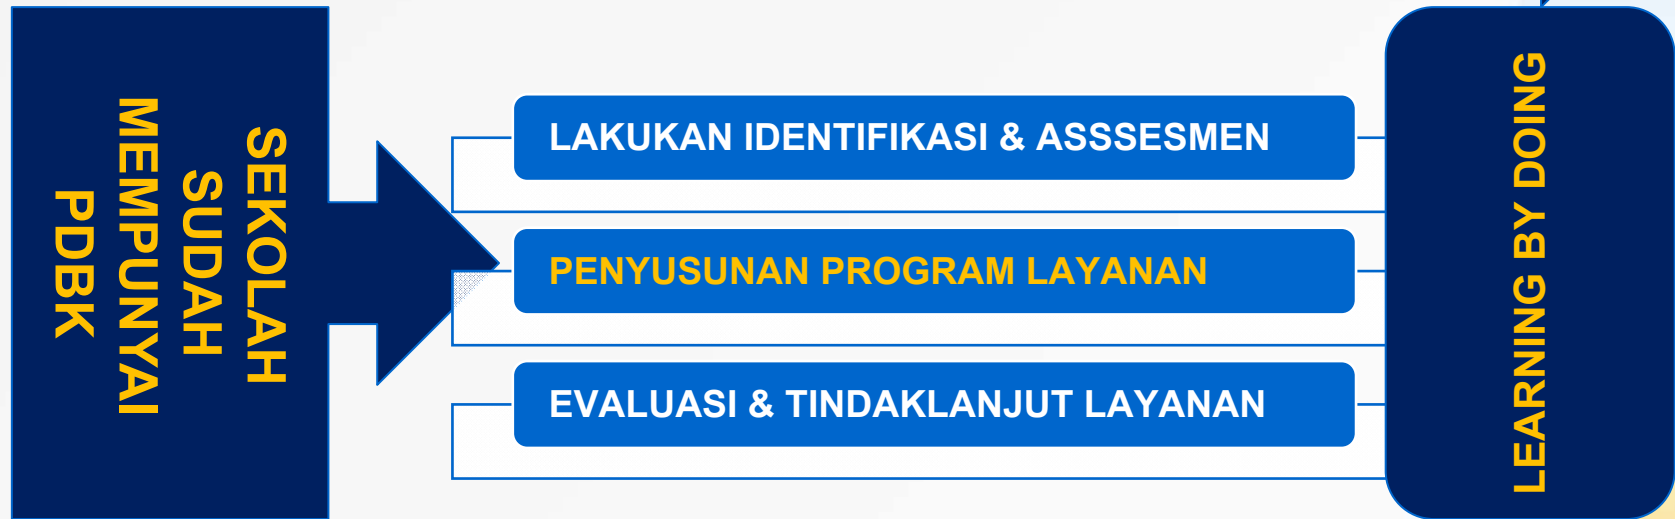 SEKOLAH
SUDAH
MEMPUNYAI
PDBK
LAKUKAN IDENTIFIKASI & ASSSESMEN
PENYUSUNAN PROGRAM LAYANAN
EVALUASI & TINDAKLANJUT LAYANAN
LEARNING BY DOING